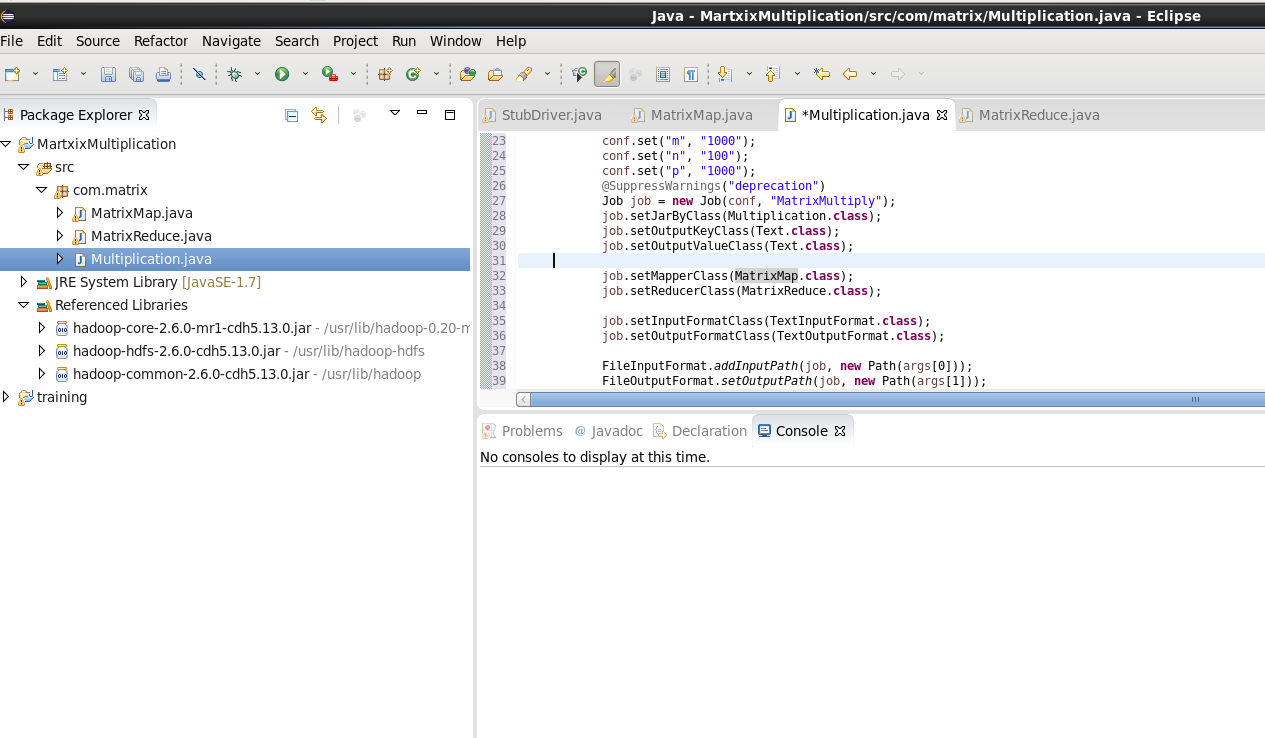 Java - MartxixMultiplication/src/com/matrix/Multiplication.java - Eclipse
File Edit Source Refactor Navigate Search Project Run Window Help
Package Explorer
MartxixMultiplication
src
com.matrix
MatrixMap.java
MatrixReduce.java
Multiplication.java
JRE System Library [JavaSE-1.7]
Referenced Libraries
hadoop-core-2.6.0-mr1-cdh5.13.0.jar - /usr/lib/hadoop-0.20-m
hadoop-hdfs-2.6.0-cdh5.13.0.jar - /usr/lib/hadoop-hdfs
hadoop-common-2.6.0-cdh5.13.0.jar - /usr/lib/hadoop
training
StubDriver.java MatrixMap.java *Multiplication.java MatrixReduce.java
23 conf.set("m", "1000");
24 conf.set("n", "100");
25 conf.set("p", "1000");
26 @SuppressWarnings("deprecation")
27 Job job = new Job(conf, "MatrixMultiply");
28 job.setJarByClass(Multiplication.class);
29 job.setOutputKeyClass(Text.class);
30 job.setOutputValueClass(Text.class);
31
32 job.setMapperClass(MatrixMap.class);
33 job.setReducerClass(MatrixReduce.class);
34
35 job.setInputFormatClass(TextInputFormat.class);
36 job.setOutputFormatClass(TextOutputFormat.class);
37
38 FileInputFormat.addInputPath(job, new Path(args[0]));
39 FileOutputFormat.setOutputPath(job, new Path(args[1]));
Problems @ Javadoc Declaration Console
No consoles to display at this time.